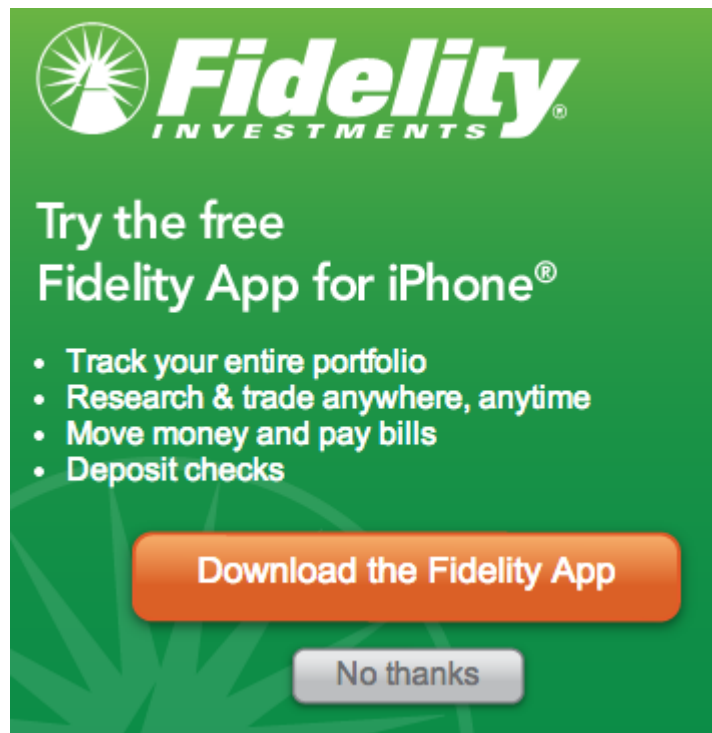 Fidelity®
INVESTMENTS
Try the free
Fidelity App for iPhone®
• Track your entire portfolio
• Research & trade anywhere, anytime
• Move money and pay bills
• Deposit checks
Download the Fidelity App
No thanks